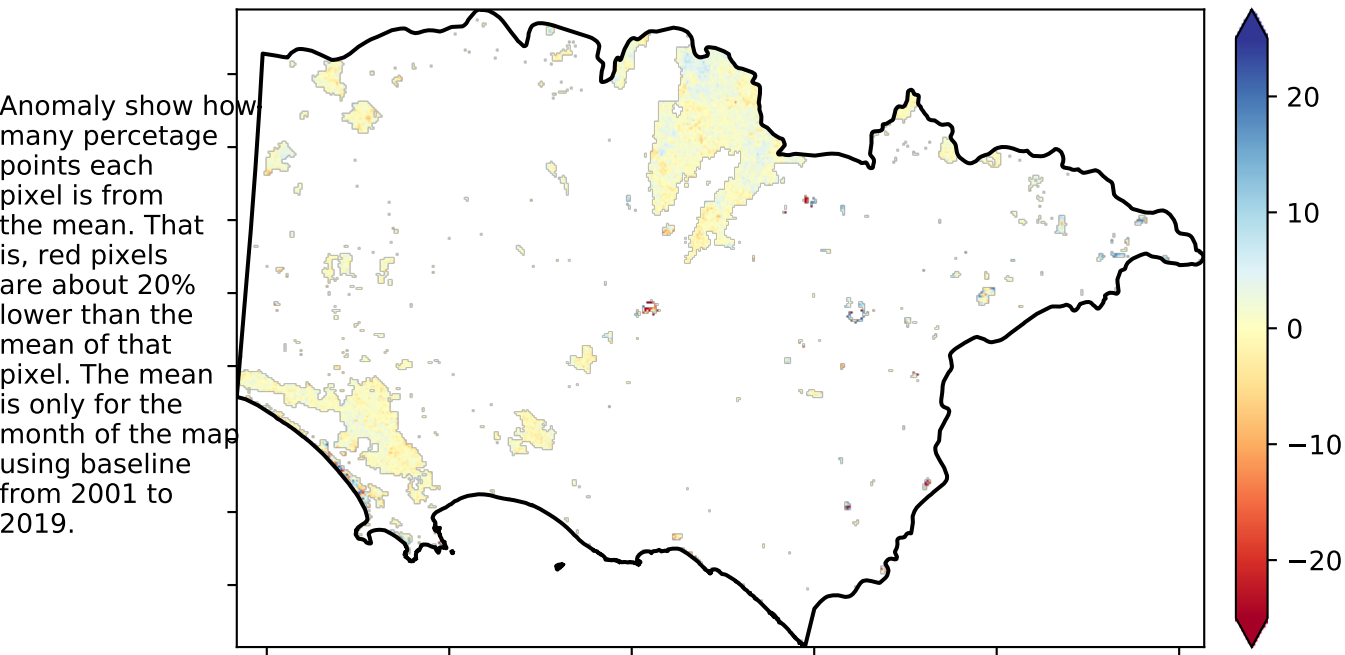 Anomaly show how
many percetage
points each
pixel is from
the mean. That
is, red pixels
are about 20%
lower than the
mean of that
pixel. The mean
is only for the
month of the map
using baseline
from 2001 to
2019.
20
10
0
−10
−20